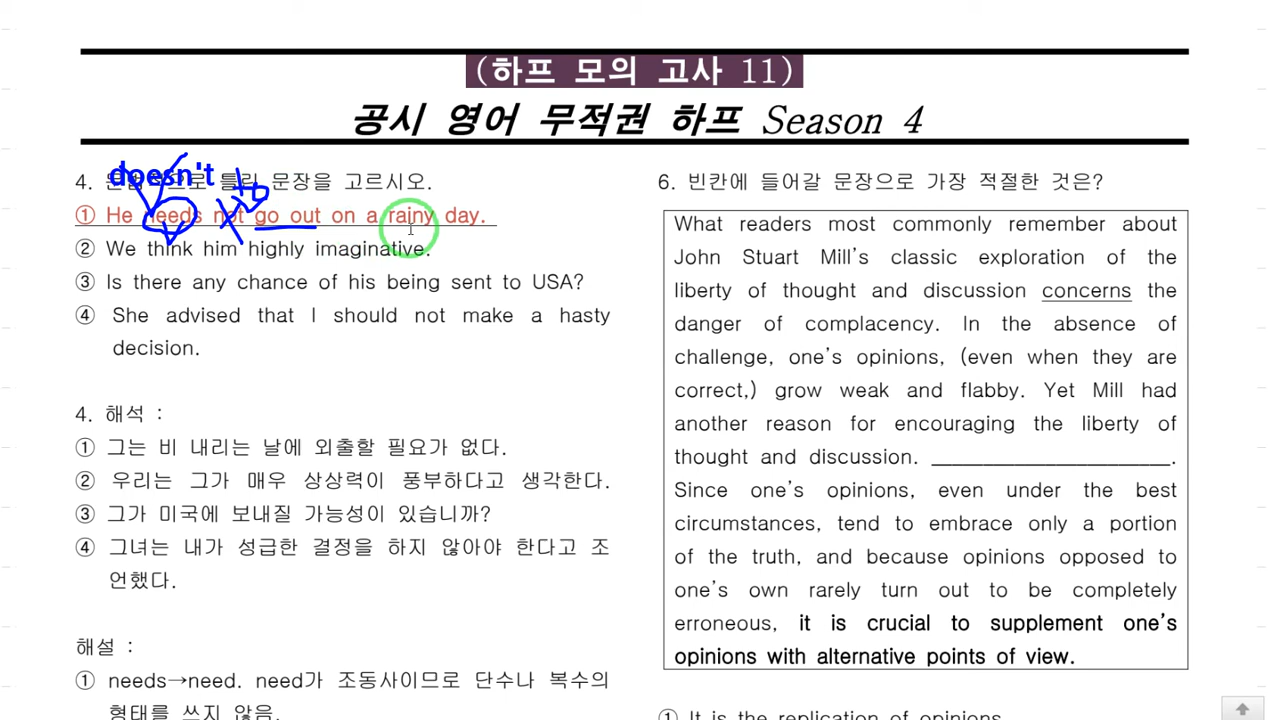 (하프 모의 고사 11)
공시 영어 무적권 하프 Season 4
doesn't
4. 문법적으로 틀린 문장을 고르시오.
to
① He needs not go out on a rainy day.
② We think him highly imaginative.
③ Is there any chance of his being sent to USA?
④ She advised that I should not make a hasty
decision.
4. 해석 :
① 그는 비 내리는 날에 외출할 필요가 없다.
② 우리는 그가 매우 상상력이 풍부하다고 생각한다.
③ 그가 미국에 보내질 가능성이 있습니까?
④ 그녀는 내가 성급한 결정을 하지 않아야 한다고 조
언했다.
해설 :
① needs→need. need가 조동사이므로 단수나 복수의
형태를 쓰지 않음.
6. 빈칸에 들어갈 문장으로 가장 적절한 것은?
What readers most commonly remember about
John Stuart Mill's classic exploration of the
liberty of thought and discussion concerns the
danger of complacency. In the absence of
challenge, one's opinions, (even when they are
correct,) grow weak and flabby. Yet Mill had
another reason for encouraging the liberty of
thought and discussion. ______________________.
Since one's opinions, even under the best
circumstances, tend to embrace only a portion
of the truth, and because opinions opposed to
one's own rarely turn out to be completely
erroneous, it is crucial to supplement one's
opinions with alternative points of view.
① It is the replication of opinions